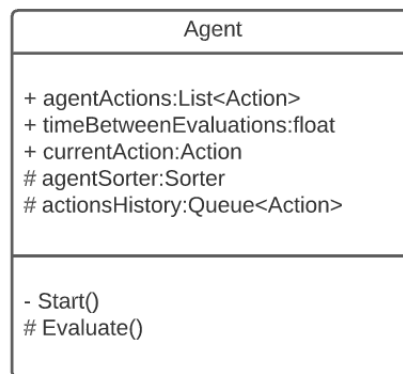 Agent
+ agentActions:List<Action>
+ timeBetweenEvaluations:float
+ currentAction:Action
# agentSorter:Sorter
# actionsHistory:Queue<Action>
- Start()
# Evaluate()